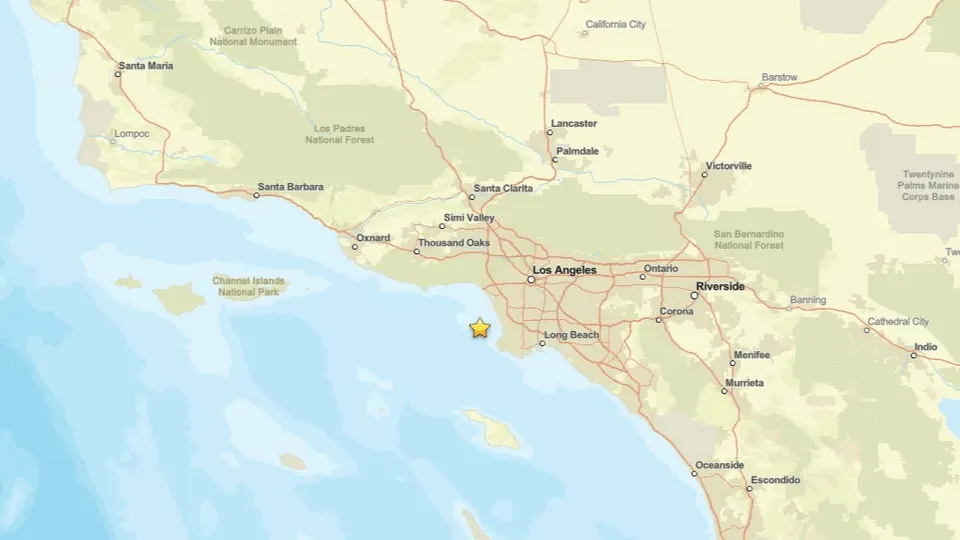 California City
Carrizo Plain
National Monument
Santa Maria
Barstow
Lancaster
Los Padres
National Forest
Lompoc
Palmdale
Victorville
Twentynine
Palms Marine
Corps Base
Santa Barbara
Santa Clarita
Simi Valley
Oxnard
Thousand Oaks
San Bernardino
National Forest
Los Angeles
Ontario
Channel Islands
National Park
Riverside
Banning
Corona
Cathedral City
Long Beach
Indio
Menifee
Murrieta
Oceanside
Escondido